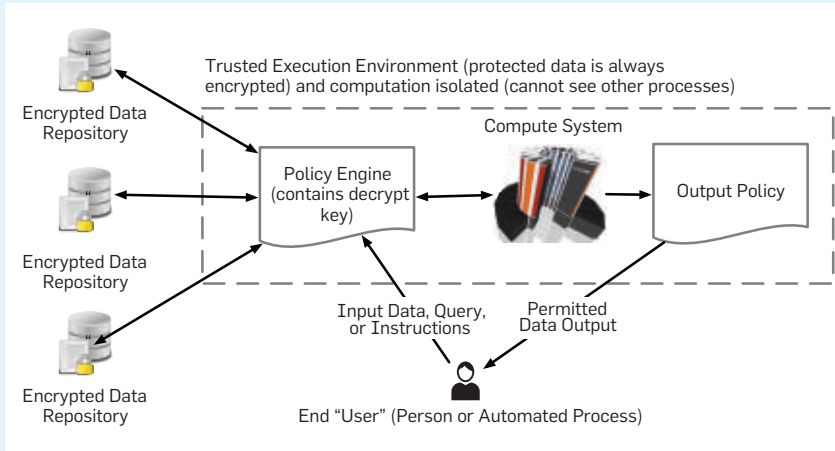 Trusted Execution Environment (protected data is always
encrypted) and computation isolated (cannot see other processes)
Encrypted Data
Repository
Compute System
Policy Engine
(contains decrypt
key)
Output Policy
Encrypted Data
Repository
Input Data, Query,
or Instructions
Permitted
Data Output
Encrypted Data
Repository
End “User” (Person or Automated Process)